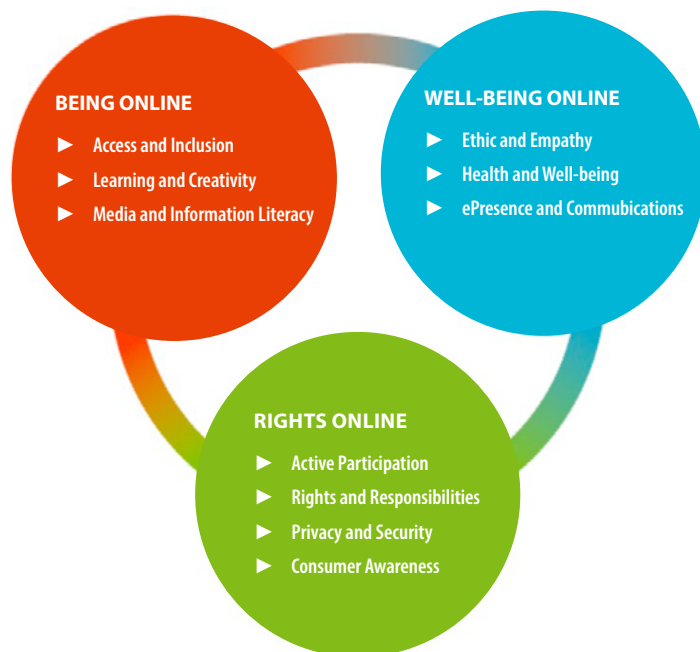 BEING ONLINE
► Access and Inclusion
► Learning and Creativity
► Media and Information Literacy
WELL-BEING ONLINE
► Ethic and Empathy
► Health and Well-being
► ePresence and Commubications
RIGHTS ONLINE
► Active Participation
► Rights and Responsibilities
► Privacy and Security
► Consumer Awareness